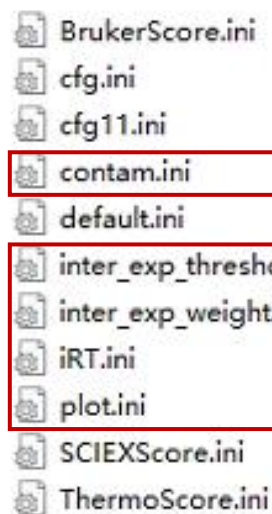 BrukerScore.ini
cfg.ini
cfg11.ini
contam.ini
default.ini
inter_exp_thresho
inter_exp_weight
iRT.ini
plot.ini
SCIEXScore.ini
ThermoScore.ini